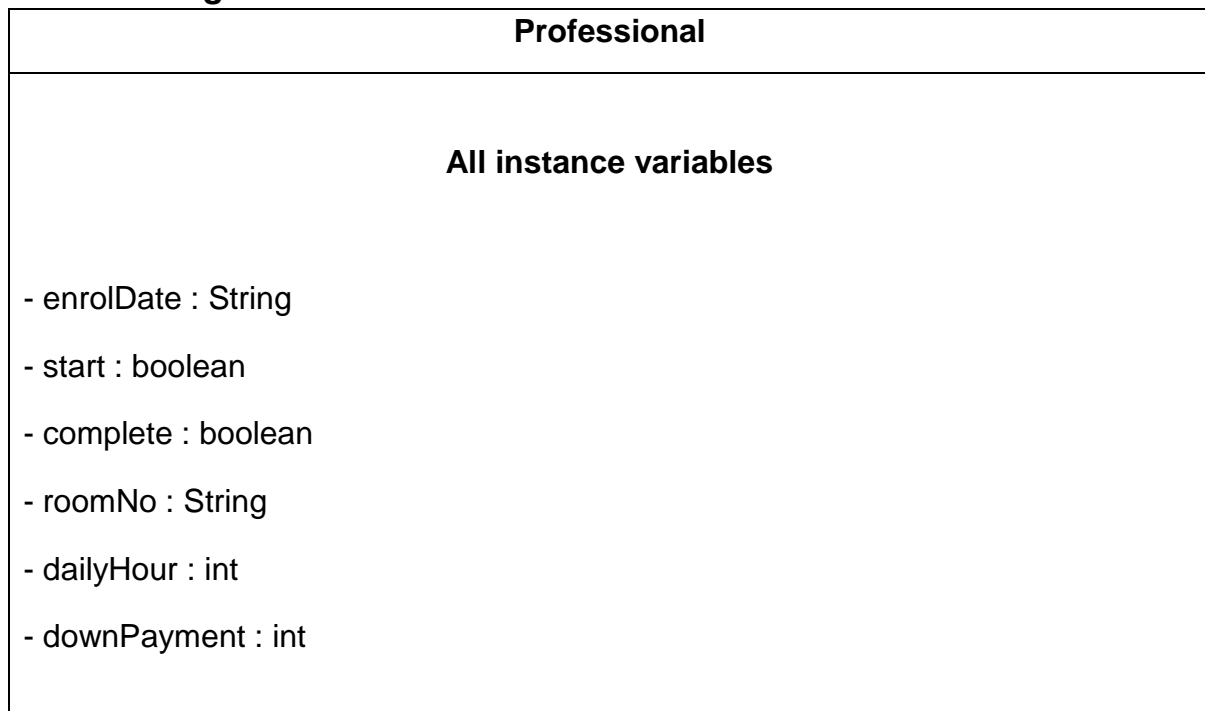 Professional
All instance variables
- enrolDate : String
- start : boolean
- complete : boolean
- roomNo : String
- dailyHour : int
- downPayment : int